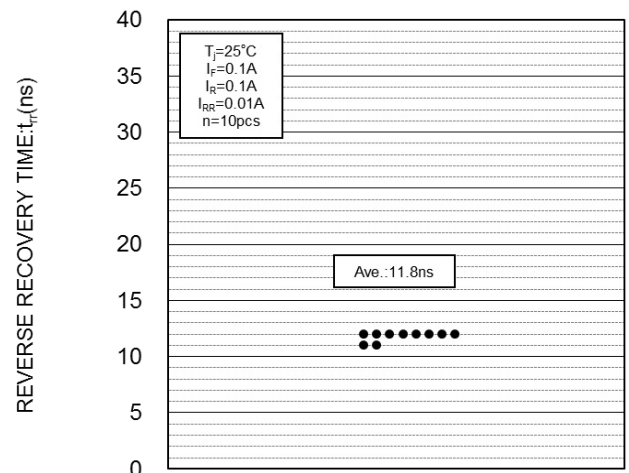 REVERSE RECOVERY TIME:trr(ns)
40
35
30
25
20
15
10
5
0
Tj=25°C
IF=0.1A
IR=0.1A
IRR=0.01A
n=10pcs
Ave.:11.8ns